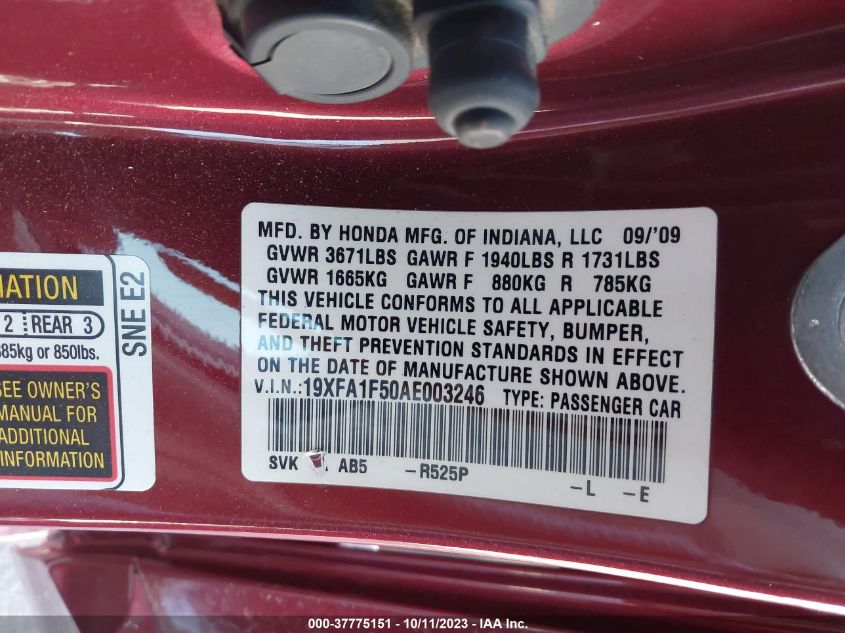 MFD. BY HONDA MFG. OF INDIANA, LLC 09/'09
GVWR 3671LBS GAWR F 1940LBS R 1731LBS
GVWR 1665KG GAWR F 880KG R 785KG
THIS VEHICLE CONFORMS TO ALL APPLICABLE
FEDERAL MOTOR VEHICLE SAFETY, BUMPER,
AND THEFT PREVENTION STANDARDS IN EFFECT
ON THE DATE OF MANUFACTURE SHOWN ABOVE.
V.I.N.:19XFA1F50AE003246 TYPE: PASSENGER CAR
SVK AB5 -R525P
-L -E
MATION
2 REAR 3
385kg or 850lbs.
SEE OWNER'S
MANUAL FOR
ADDITIONAL
INFORMATION
SNE E2
000-37775151 - 10/11/2023 - IAA Inc.